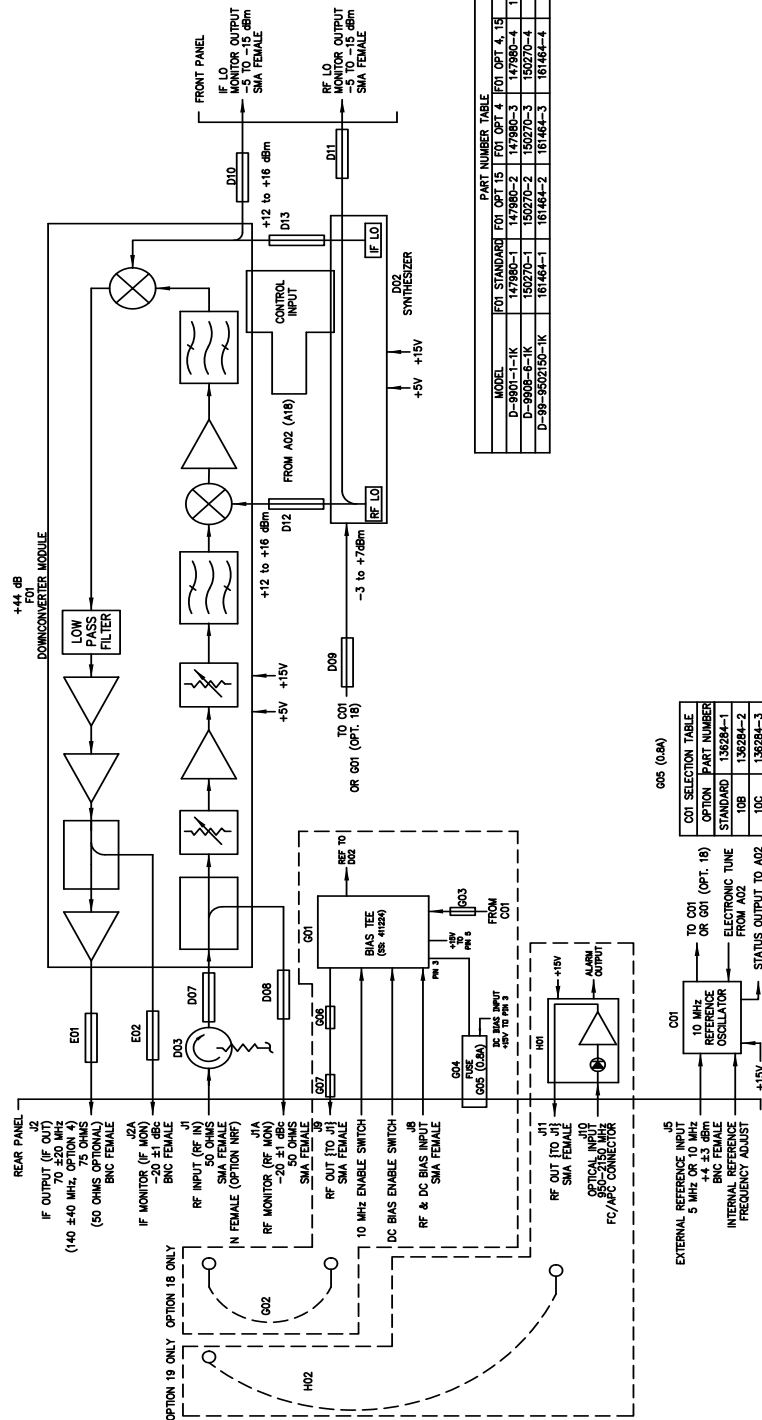 REAR PANEL
J2
IF OUTPUT (IF OUT)
70 ±20 MHz
(140 ±40 MHz, OPTION 4)
75 OHMS
(50 OHMS OPTIONAL)
BNC FEMALE
J2A
IF MONITOR (IF MON)
-20 ±1 dBc
BNC FEMALE
J1
RF INPUT (RF IN)
50 OHMS
SMA FEMALE
N FEMALE (OPTION NRF)
J1A
RF MONITOR (RF MON)
-20 ±1 dBc
50 OHMS
SMA FEMALE
J9
RF OUT [TO J1]
SMA FEMALE
10 MHz ENABLE SWITCH
DC BIAS ENABLE SWITCH
J8
RF & DC BIAS INPUT
SMA FEMALE
J11
RF OUT [TO J1]
SMA FEMALE
J10
OPTICAL INPUT
950-2150 MHz
FC/APC CONNECTOR
J5
EXTERNAL REFERENCE INPUT
5 MHz OR 10 MHz
+4 ±3 dBm
BNC FEMALE
INTERNAL REFERENCE
FREQUENCY ADJUST
OPTION 19 ONLY
OPTION 18 ONLY
G02
H02
E01
E02
D03
D07
D08
+44 dB
F01
DOWNCONVERTER MODULE
LOW
PASS
FILTER
+5V
+15V
+12 to +16 dBm
D12
FROM A02 (A18)
CONTROL
INPUT
+12 to +16 dBm
D13
D10
D11
FRONT PANEL
IF LO
MONITOR OUTPUT
-5 TO -15 dBm
SMA FEMALE
RF LO
MONITOR OUTPUT
-5 TO -15 dBm
SMA FEMALE
RF LO
IF LO
D02
SYNTHESIZER
+5V
+15V
-3 to +7dBm
D09
TO C01
OR G01 (OPT. 18)
G01
REF TO
D02
BIAS TEE
(SS: 411224)
G03
FROM
C01
+15V
TO
PIN 5
PIN 3
G06
G07
G04
FUSE
G05 (0.8A)
DC BIAS INPUT
+15V TO PIN 3
H01
+15V
ALARM
OUTPUT
C01
10 MHz
REFERENCE
OSCILLATOR
TO C01
OR G01 (OPT. 18)
ELECTRONIC TUNE
FROM A02
STATUS OUTPUT TO A02
+15V
G05 (0.8A)
C01 SELECTION TABLE
OPTION PART NUMBER
STANDARD 136284-1
10B 136284-2
10C 136284-3
PART NUMBER TABLE
MODEL F01 STANDARD F01 OPT 15 F01 OPT 4 F01 OPT 4, 15
D-9901-1-1K 147980-1 147980-2 147980-3 147980-4 1
D-9908-6-1K 150270-1 150270-2 150270-3 150270-4
D-99-9502150-1K 161464-1 161464-2 161464-3 161464-4